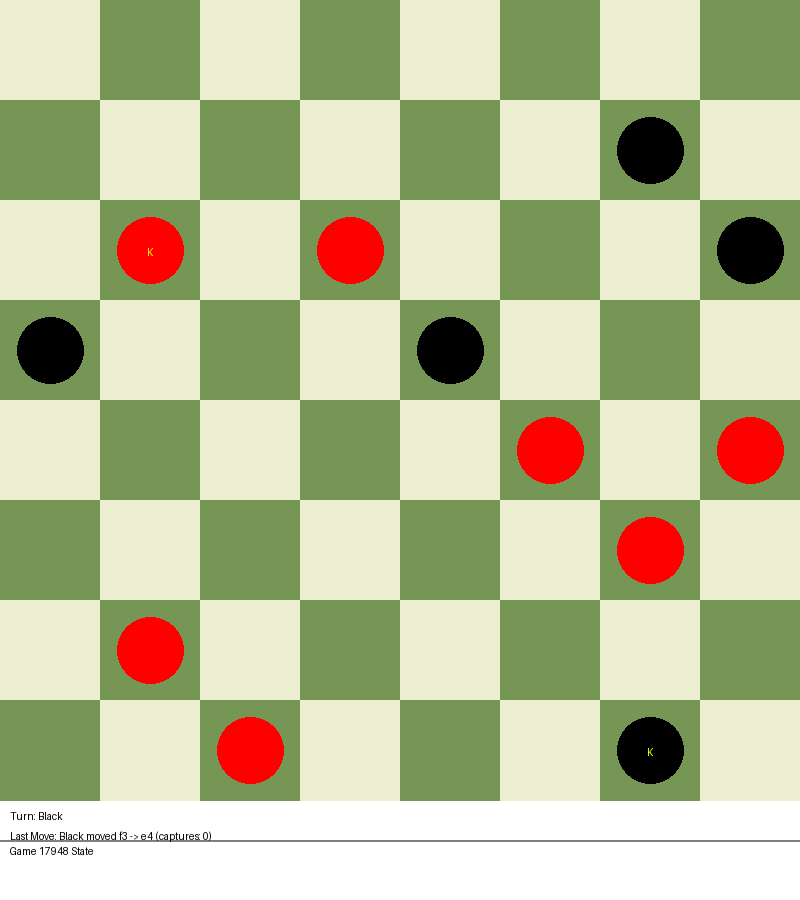 K
K
Turn: Black
Last Move: Black moved f3 -> e4 (captures: 0)
Game 17948 State